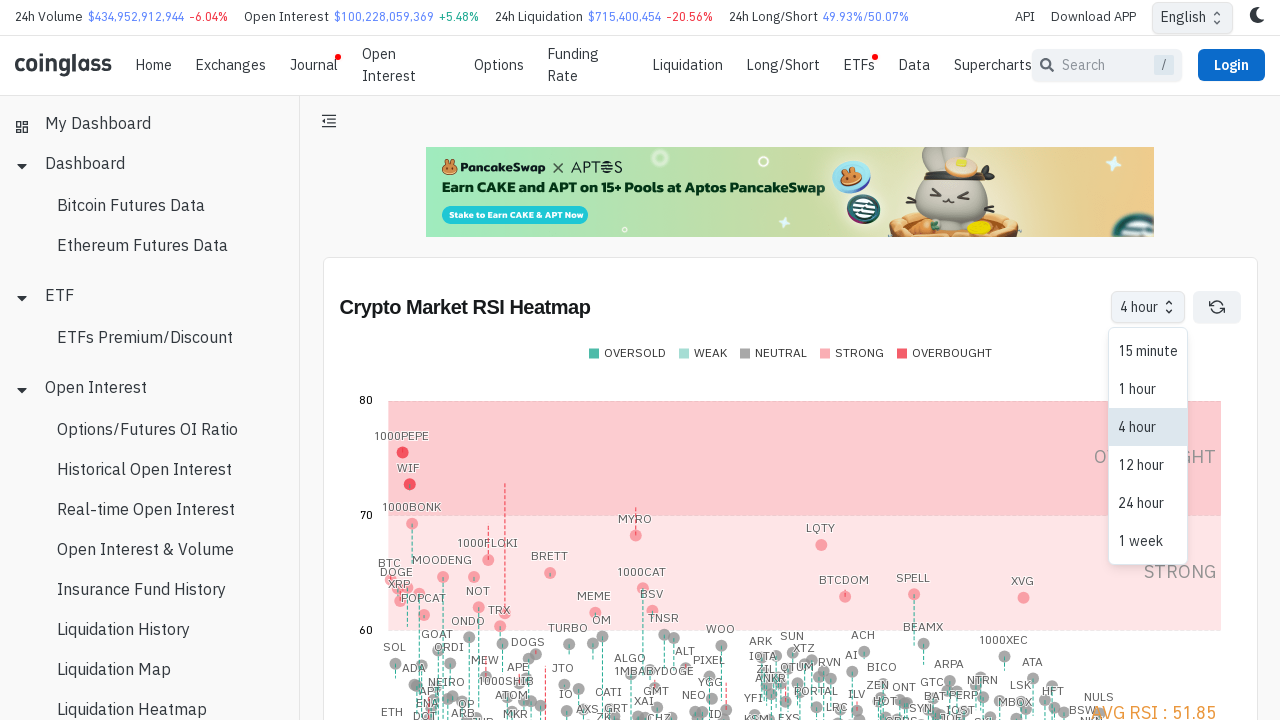 24h Volume $434,952,912,944 -6.04% Open Interest $100,228,059,369 +5.48% 24h Liquidation $715,400,454 -20.56% 24h Long/Short 49.93%/50.07% API Download APP English
coinglass Home Exchanges Journal Open Interest Options Funding Rate Liquidation Long/Short ETFs Data Supercharts Search / Login
My Dashboard
Dashboard
Bitcoin Futures Data
Ethereum Futures Data
ETF
ETFs Premium/Discount
Open Interest
Options/Futures OI Ratio
Historical Open Interest
Real-time Open Interest
Open Interest & Volume
Insurance Fund History
Liquidation History
Liquidation Map
Liquidation Heatmap
PancakeSwap × APTOS
Earn CAKE and APT on 15+ Pools at Aptos PancakeSwap
Stake to Earn CAKE & APT Now
Crypto Market RSI Heatmap
4 hour
15 minute
1 hour
4 hour
12 hour
24 hour
1 week
OVERSOLD WEAK NEUTRAL STRONG OVERBOUGHT
80
1000PEPE
WIF
1000BONK
70
MYRO
LQTY
1000FLOKI
BRETT
BTC
MOODENG
DOGE
1000CAT
STRONG
XRP
BTCDOM
SPELL
XVG
POPCAT
NOT
MEME
BSV
TRX
60
ONDO
TURBO
OM
TNSR
WOO
BEAMX
GOAT
DOGS
SUN
ACH
1000XEC
SOL
ORDI
ARK
XTZ
ALT
AI
MEW
ALGO
PIXEL
IOTA
RVN
ADA
APE
JTO
1MBABYDOGE
ZIL
QTUM
BICO
ARPA
ATA
NEIRO
1000SHIB
YGG
ANKR
ZEN
GTC
NTRN
APT
ATOM
IO
CATI
GMT
NEO
YFI
PORTAL
ILV
ONT
BAT
PERP
LSK
HFT
NULS
ENA
OP
XAI
HOT
MBOX
ETH
DOT
ARB
MKR
AXS
GRT
CHZ
ID
LRC
SYN
IOST
BSW
AVG RSI : 51.85